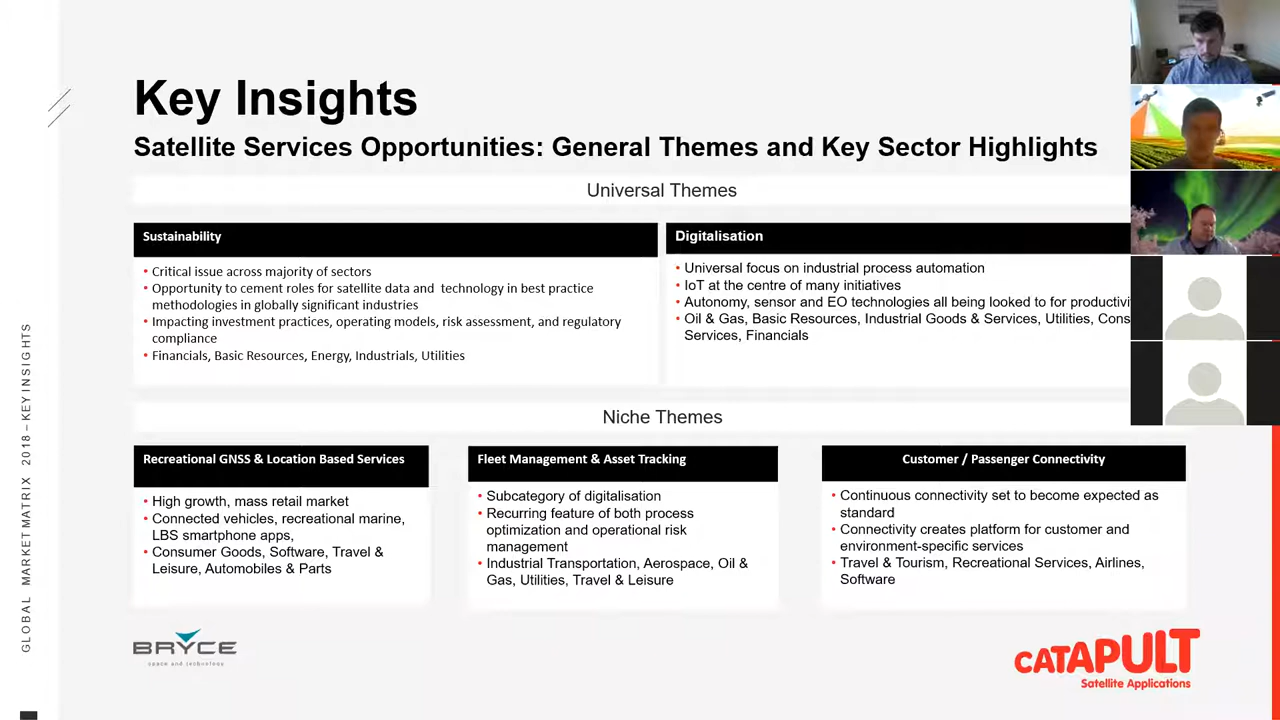 Key Insights
Satellite Services Opportunities: General Themes and Key Sector Highlights
Universal Themes
Sustainability
• Critical issue across majority of sectors
• Opportunity to cement roles for satellite data and technology in best practice
methodologies in globally significant industries
• Impacting investment practices, operating models, risk assessment, and regulatory
compliance
• Financials, Basic Resources, Energy, Industrials, Utilities
Digitalisation
• Universal focus on industrial process automation
• IoT at the centre of many initiatives
• Autonomy, sensor and EO technologies all being looked to for
• Oil & Gas, Basic Resources, Industrial Goods & Services, Utilities,
Services, Financials
Niche Themes
Recreational GNSS & Location Based Services
• High growth, mass retail market
• Connected vehicles, recreational marine,
LBS smartphone apps,
• Consumer Goods, Software, Travel &
Leisure, Automobiles & Parts
Fleet Management & Asset Tracking
• Subcategory of digitalisation
• Recurring feature of both process
optimization and operational risk
management
• Industrial Transportation, Aerospace, Oil &
Gas, Utilities, Travel & Leisure
Customer / Passenger Connectivity
• Continuous connectivity set to become expected as
standard
• Connectivity creates platform for customer and
environment-specific services
• Travel & Tourism, Recreational Services, Airlines,
Software
GLOBAL MARKET MATRIX 2018 – KEY INSIGHTS
BRYCE
space and technology
CATAPULT
Satellite Applications